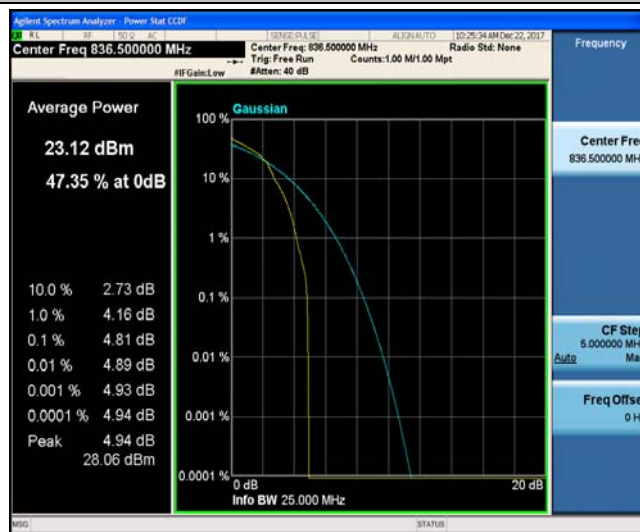 Agilent Spectrum Analyzer - Power Stat CCDF
RL RF 50 Ω AC SENSE:PULSE ALIGN AUTO 10:25:34 AM Dec 22, 2017
Center Freq 836.500000 MHz
Center Freq: 836.500000 MHz Radio Std: None
Trig: Free Run Counts:1.00 M/1.00 Mpt
#IFGain:Low #Atten: 40 dB
Frequency
Average Power
23.12 dBm
47.35 % at 0dB
10.0 % 2.73 dB
1.0 % 4.16 dB
0.1 % 4.81 dB
0.01 % 4.89 dB
0.001 % 4.93 dB
0.0001 % 4.94 dB
Peak 4.94 dB
28.06 dBm
Gaussian
100 %
10 %
1 %
0.1 %
0.01 %
0.001 %
0.0001 %
0 dB 20 dB
Info BW 25.000 MHz
Center Fre
836.500000 MH
CF Ste
5.000000 MH
Auto Ma
Freq Offse
0 H
MSG STATUS